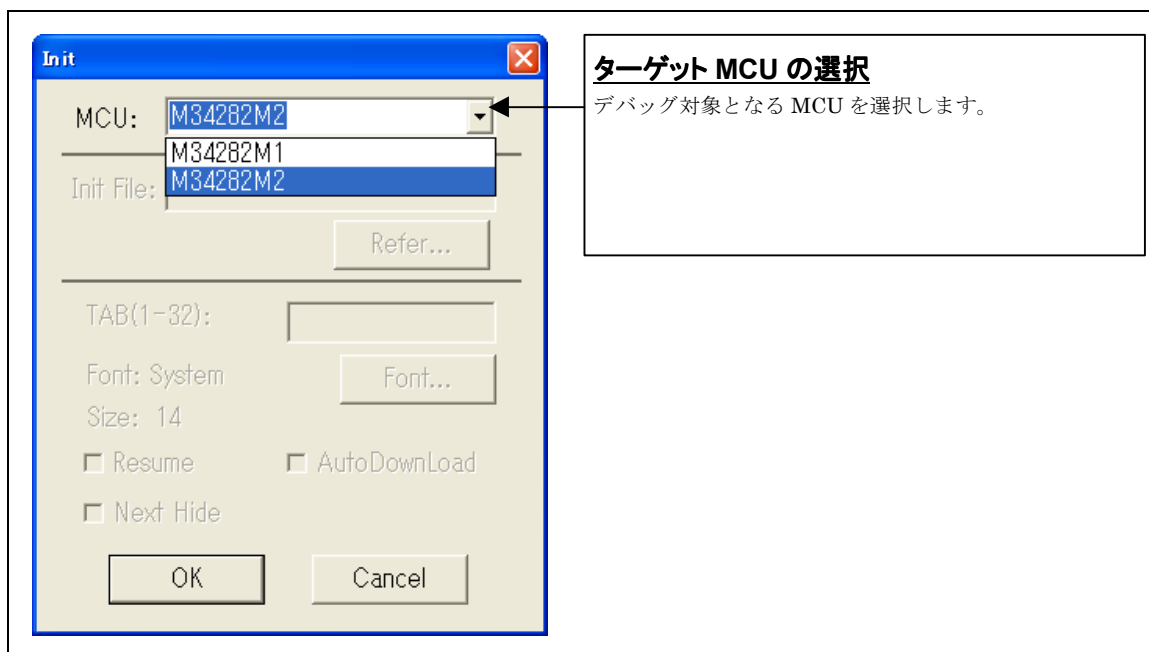 Init
MCU: M34282M2
M34282M1
M34282M2
Init File:
Refer...
TAB(1-32):
Font: System
Font...
Size: 14
Resume
AutoDownLoad
Next Hide
OK
Cancel
ターゲット MCU の選択
デバッグ対象となる MCU を選択します。